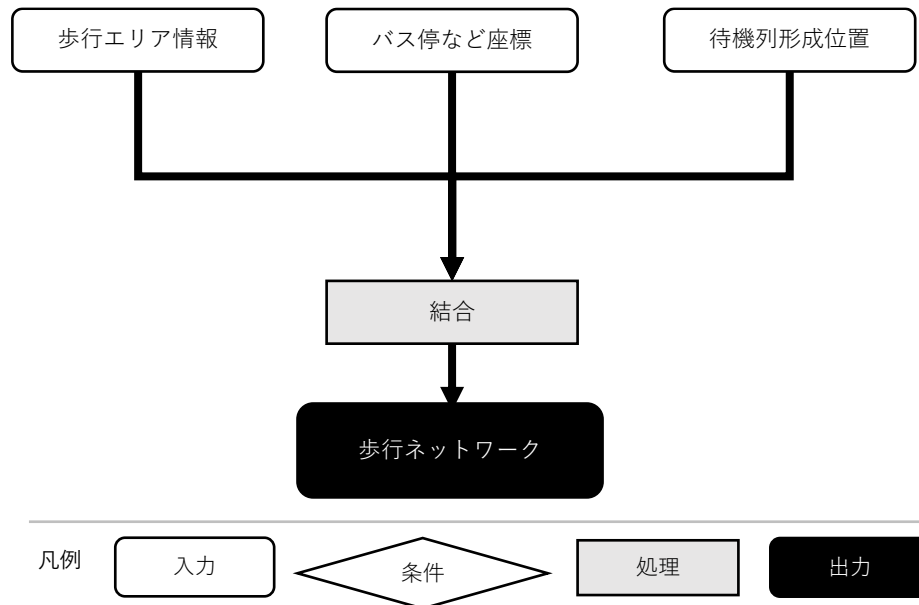 歩行エリア情報
バス停など座標
待機列形成位置
結合
歩行ネットワーク
凡例
入力
条件
処理
出力